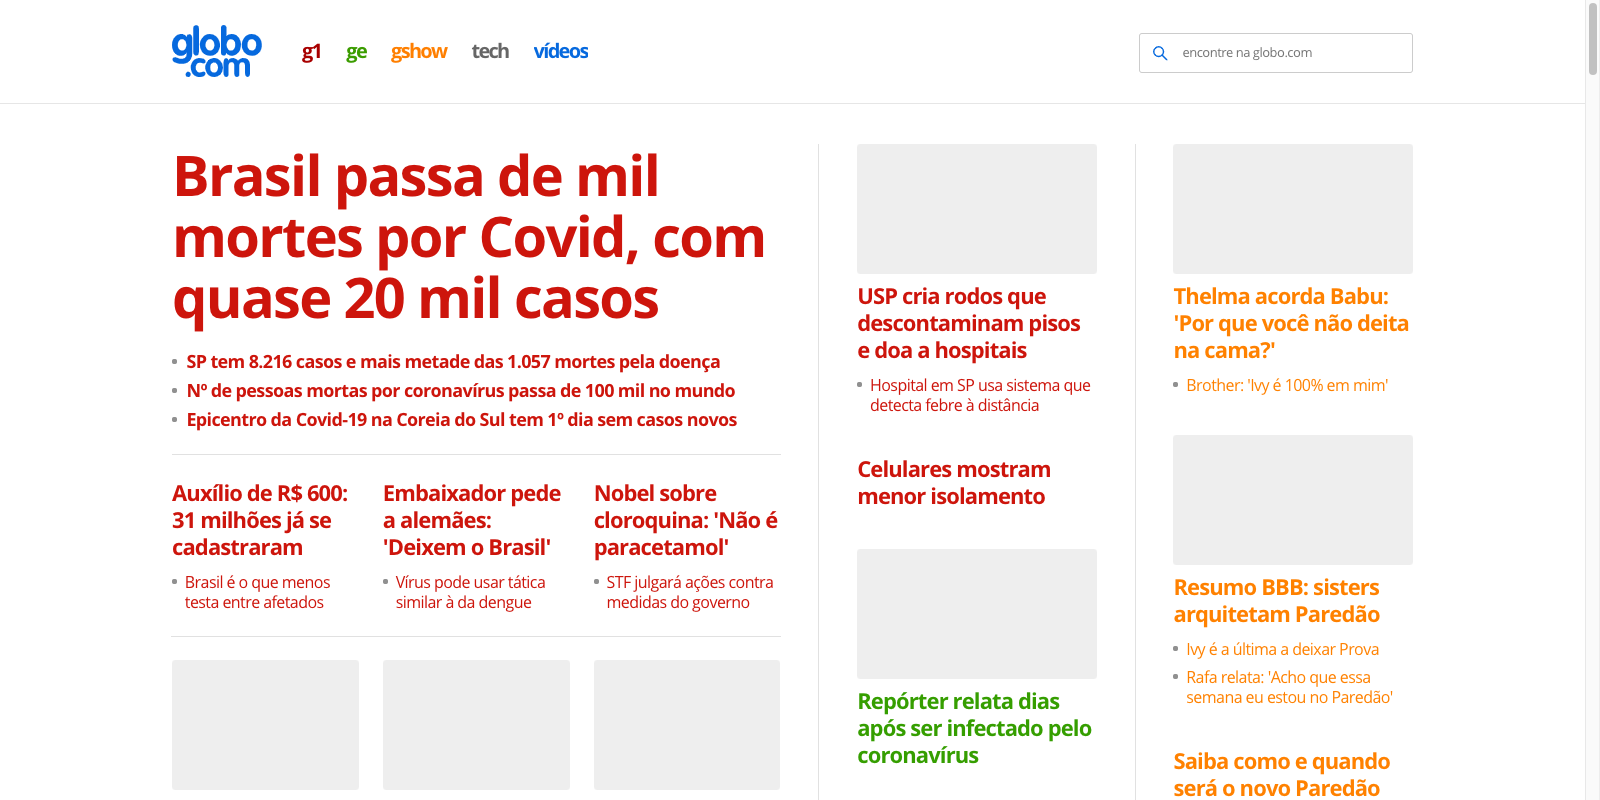 globo
.com
g1 ge gshow tech vídeos
encontre na globo.com
Brasil passa de mil
mortes por Covid, com
quase 20 mil casos
SP tem 8.216 casos e mais metade das 1.057 mortes pela doença
Nº de pessoas mortas por coronavírus passa de 100 mil no mundo
Epicentro da Covid-19 na Coreia do Sul tem 1º dia sem casos novos
Auxílio de R$ 600:
31 milhões já se
cadastraram
Brasil é o que menos
testa entre afetados
Embaixador pede
a alemães:
'Deixem o Brasil'
Vírus pode usar tática
similar à da dengue
Nobel sobre
cloroquina: 'Não é
paracetamol'
STF julgará ações contra
medidas do governo
USP cria rodos que
descontaminam pisos
e doa a hospitais
Hospital em SP usa sistema que
detecta febre à distância
Celulares mostram
menor isolamento
Repórter relata dias
após ser infectado pelo
coronavírus
Thelma acorda Babu:
'Por que você não deita
na cama?'
Brother: 'Ivy é 100% em mim'
Resumo BBB: sisters
arquitetam Paredão
Ivy é a última a deixar Prova
Rafa relata: 'Acho que essa
semana eu estou no Paredão'
Saiba como e quando
será o novo Paredão